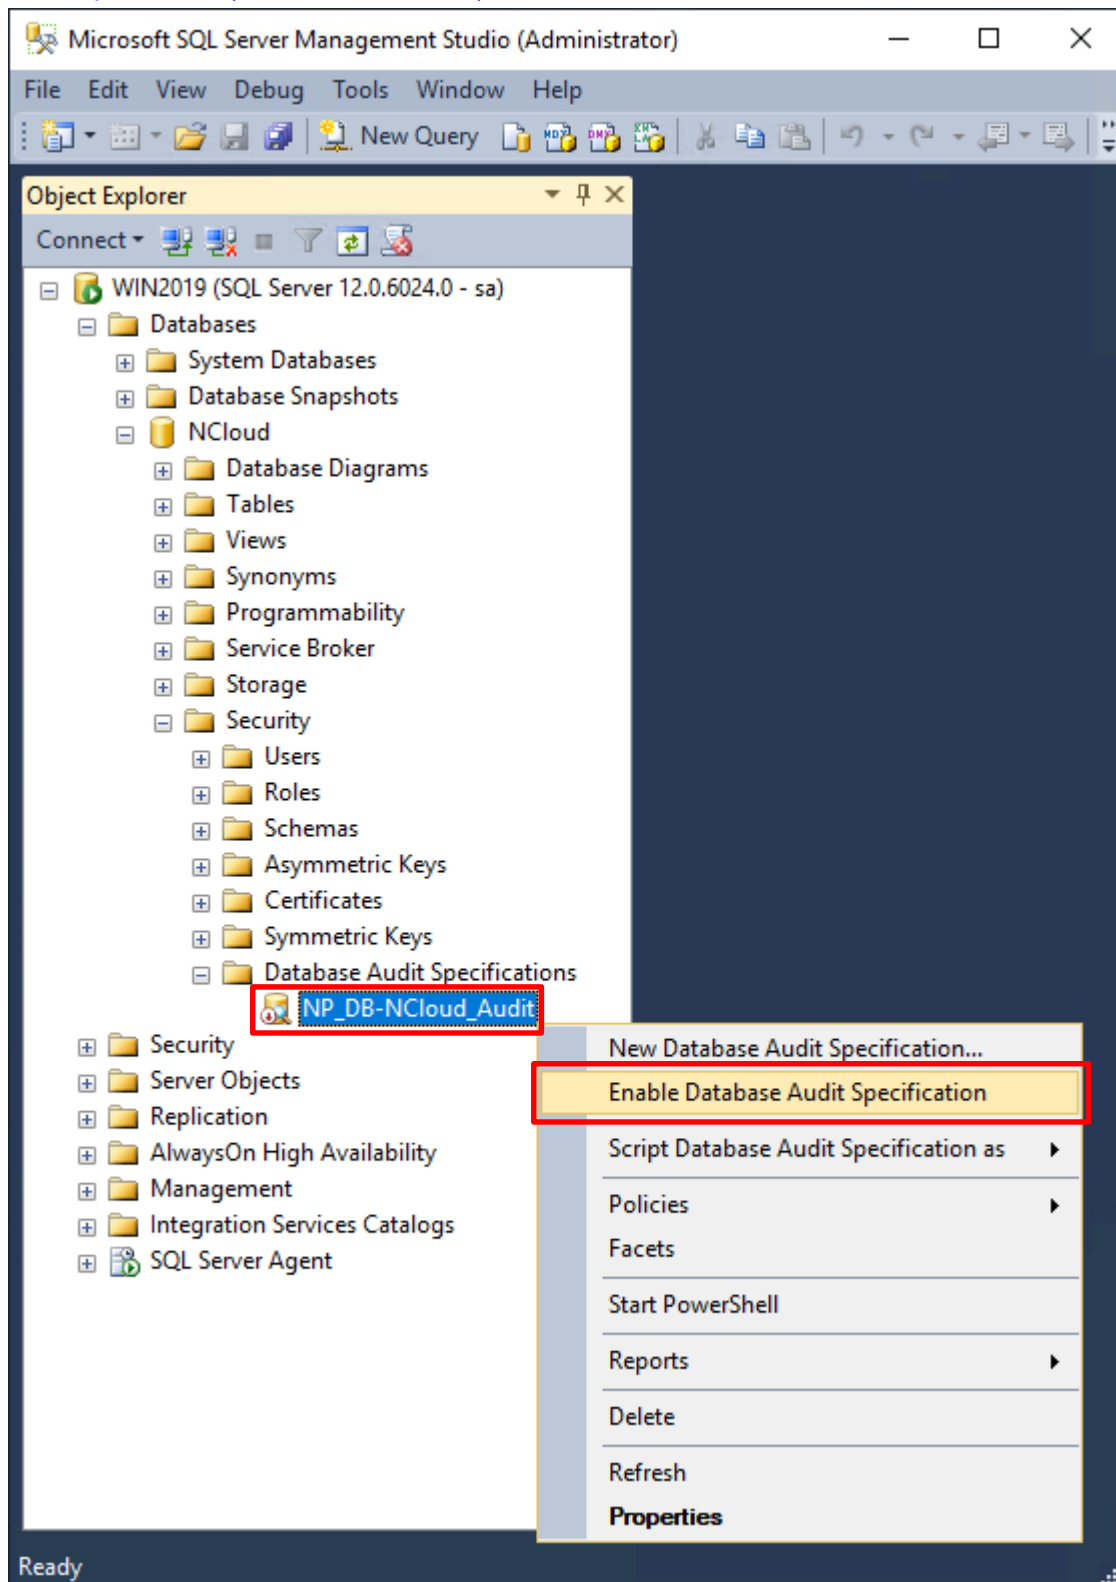 Microsoft SQL Server Management Studio (Administrator)
File Edit View Debug Tools Window Help
New Query
Object Explorer
Connect
WIN2019 (SQL Server 12.0.6024.0 - sa)
Databases
System Databases
Database Snapshots
NCloud
Database Diagrams
Tables
Views
Synonyms
Programmability
Service Broker
Storage
Security
Users
Roles
Schemas
Asymmetric Keys
Certificates
Symmetric Keys
Database Audit Specifications
NP_DB-NCloud_Audit
Security
Server Objects
Replication
AlwaysOn High Availability
Management
Integration Services Catalogs
SQL Server Agent
New Database Audit Specification...
Enable Database Audit Specification
Script Database Audit Specification as
Policies
Facets
Start PowerShell
Reports
Delete
Refresh
Properties
Ready